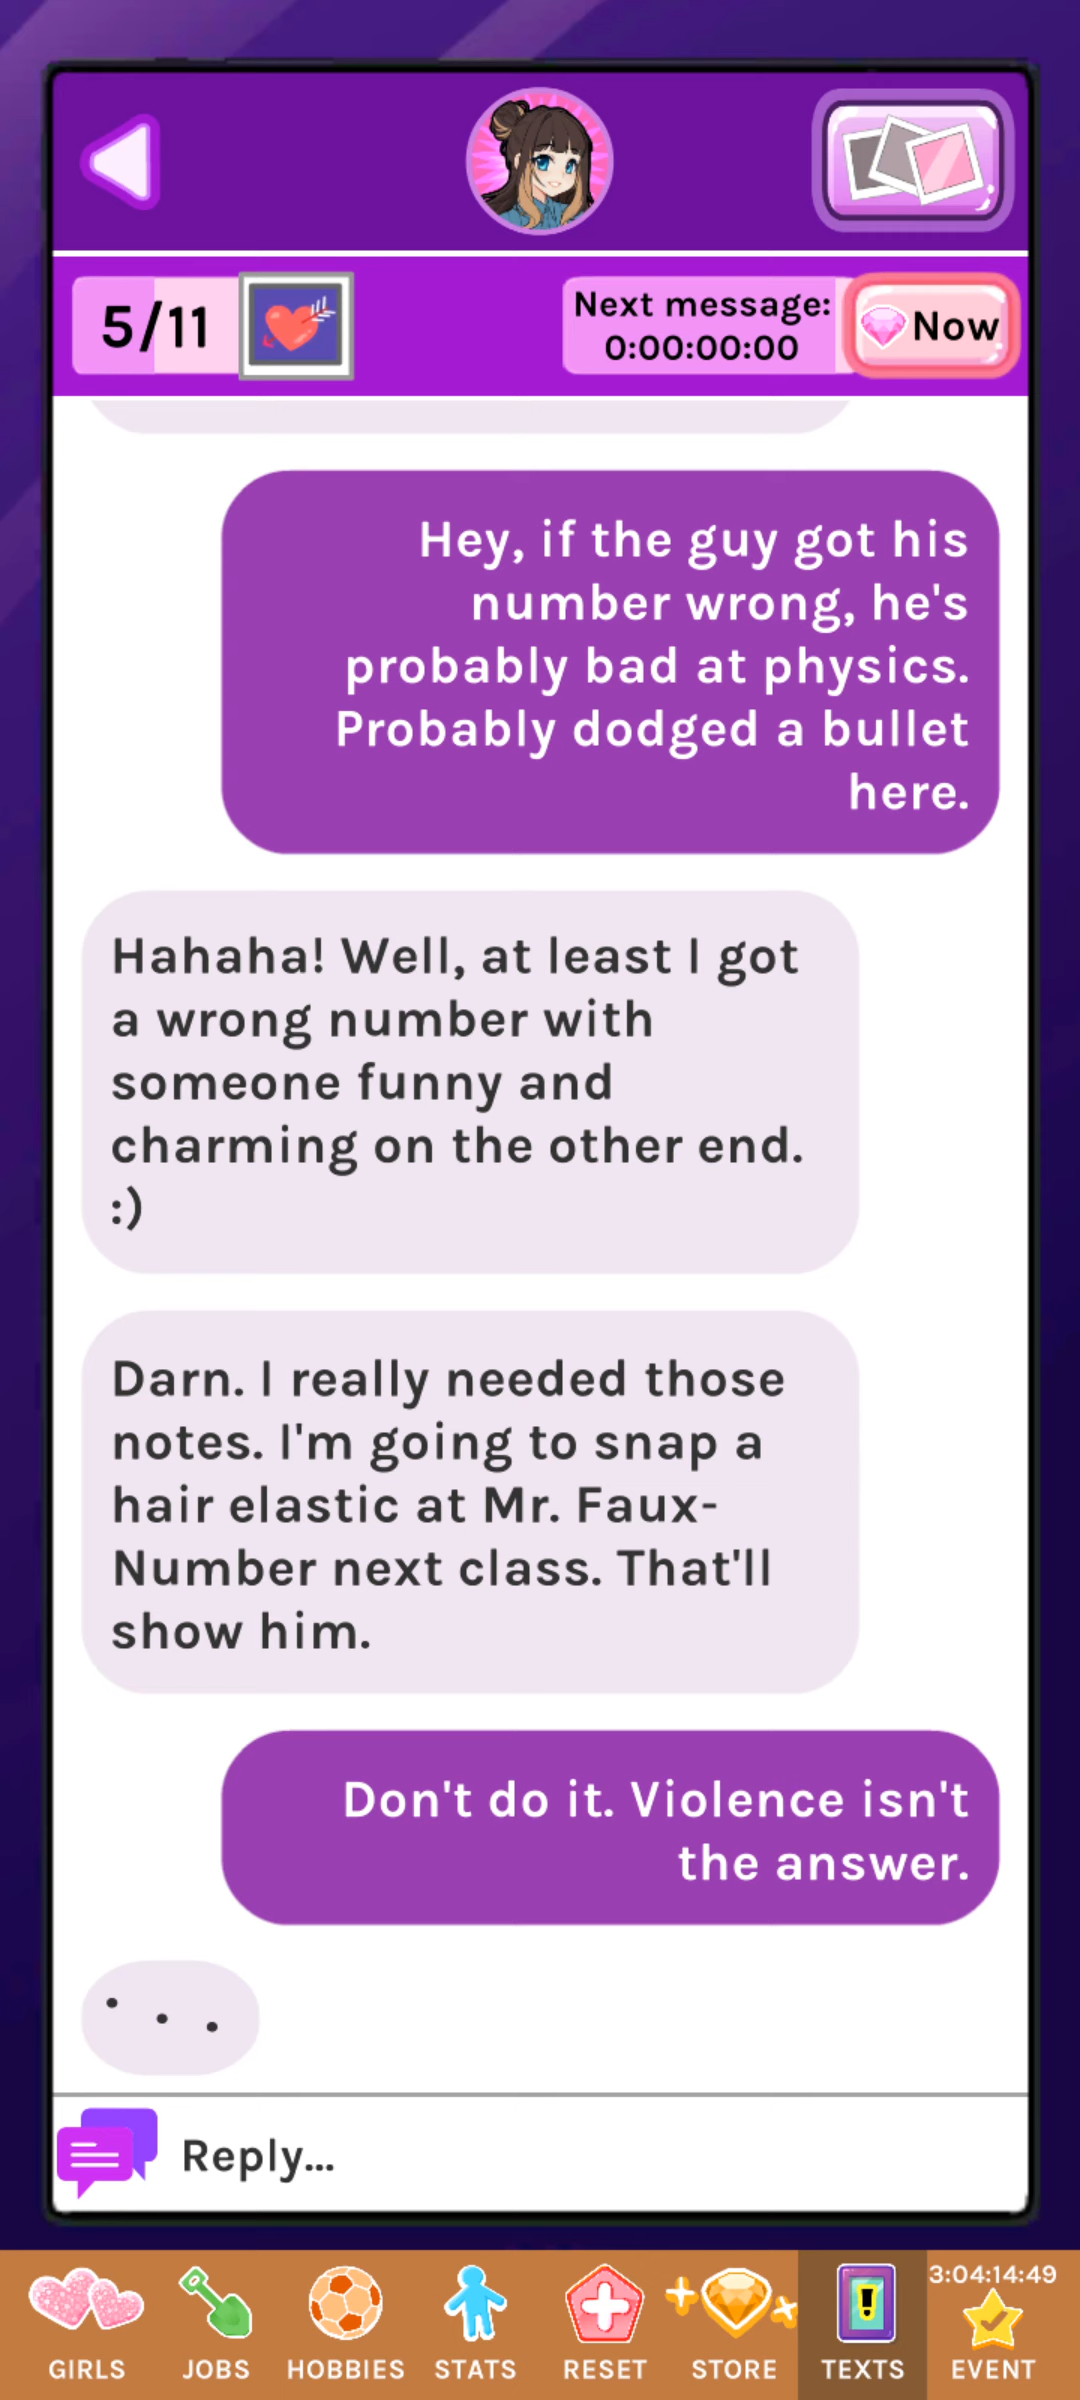 5/11
Next message:
0:00:00:00
Now
Hey, if the guy got his
number wrong, he's
probably bad at physics.
Probably dodged a bullet
here.
Hahaha! Well, at least I got
a wrong number with
someone funny and
charming on the other end.
:)
Darn. I really needed those
notes. I'm going to snap a
hair elastic at Mr. Faux-
Number next class. That'll
show him.
Don't do it. Violence isn't
the answer.
. . .
Reply...
3:04:14:49
GIRLS JOBS HOBBIES STATS RESET STORE TEXTS EVENT